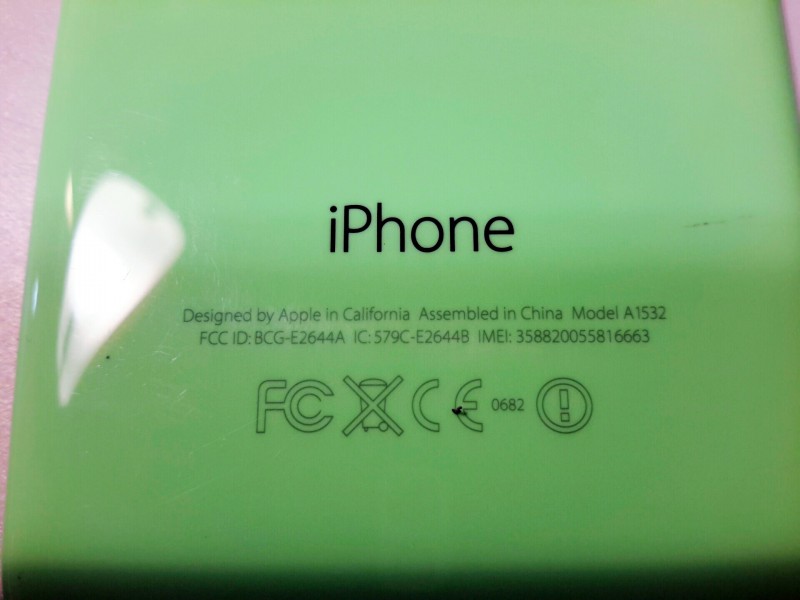 iPhone
Designed by Apple in California Assembled in China Model A1532
FCC ID: BCG-E2644A IC: 579C-E2644B IMEI: 358820055816663
FC CE 0682